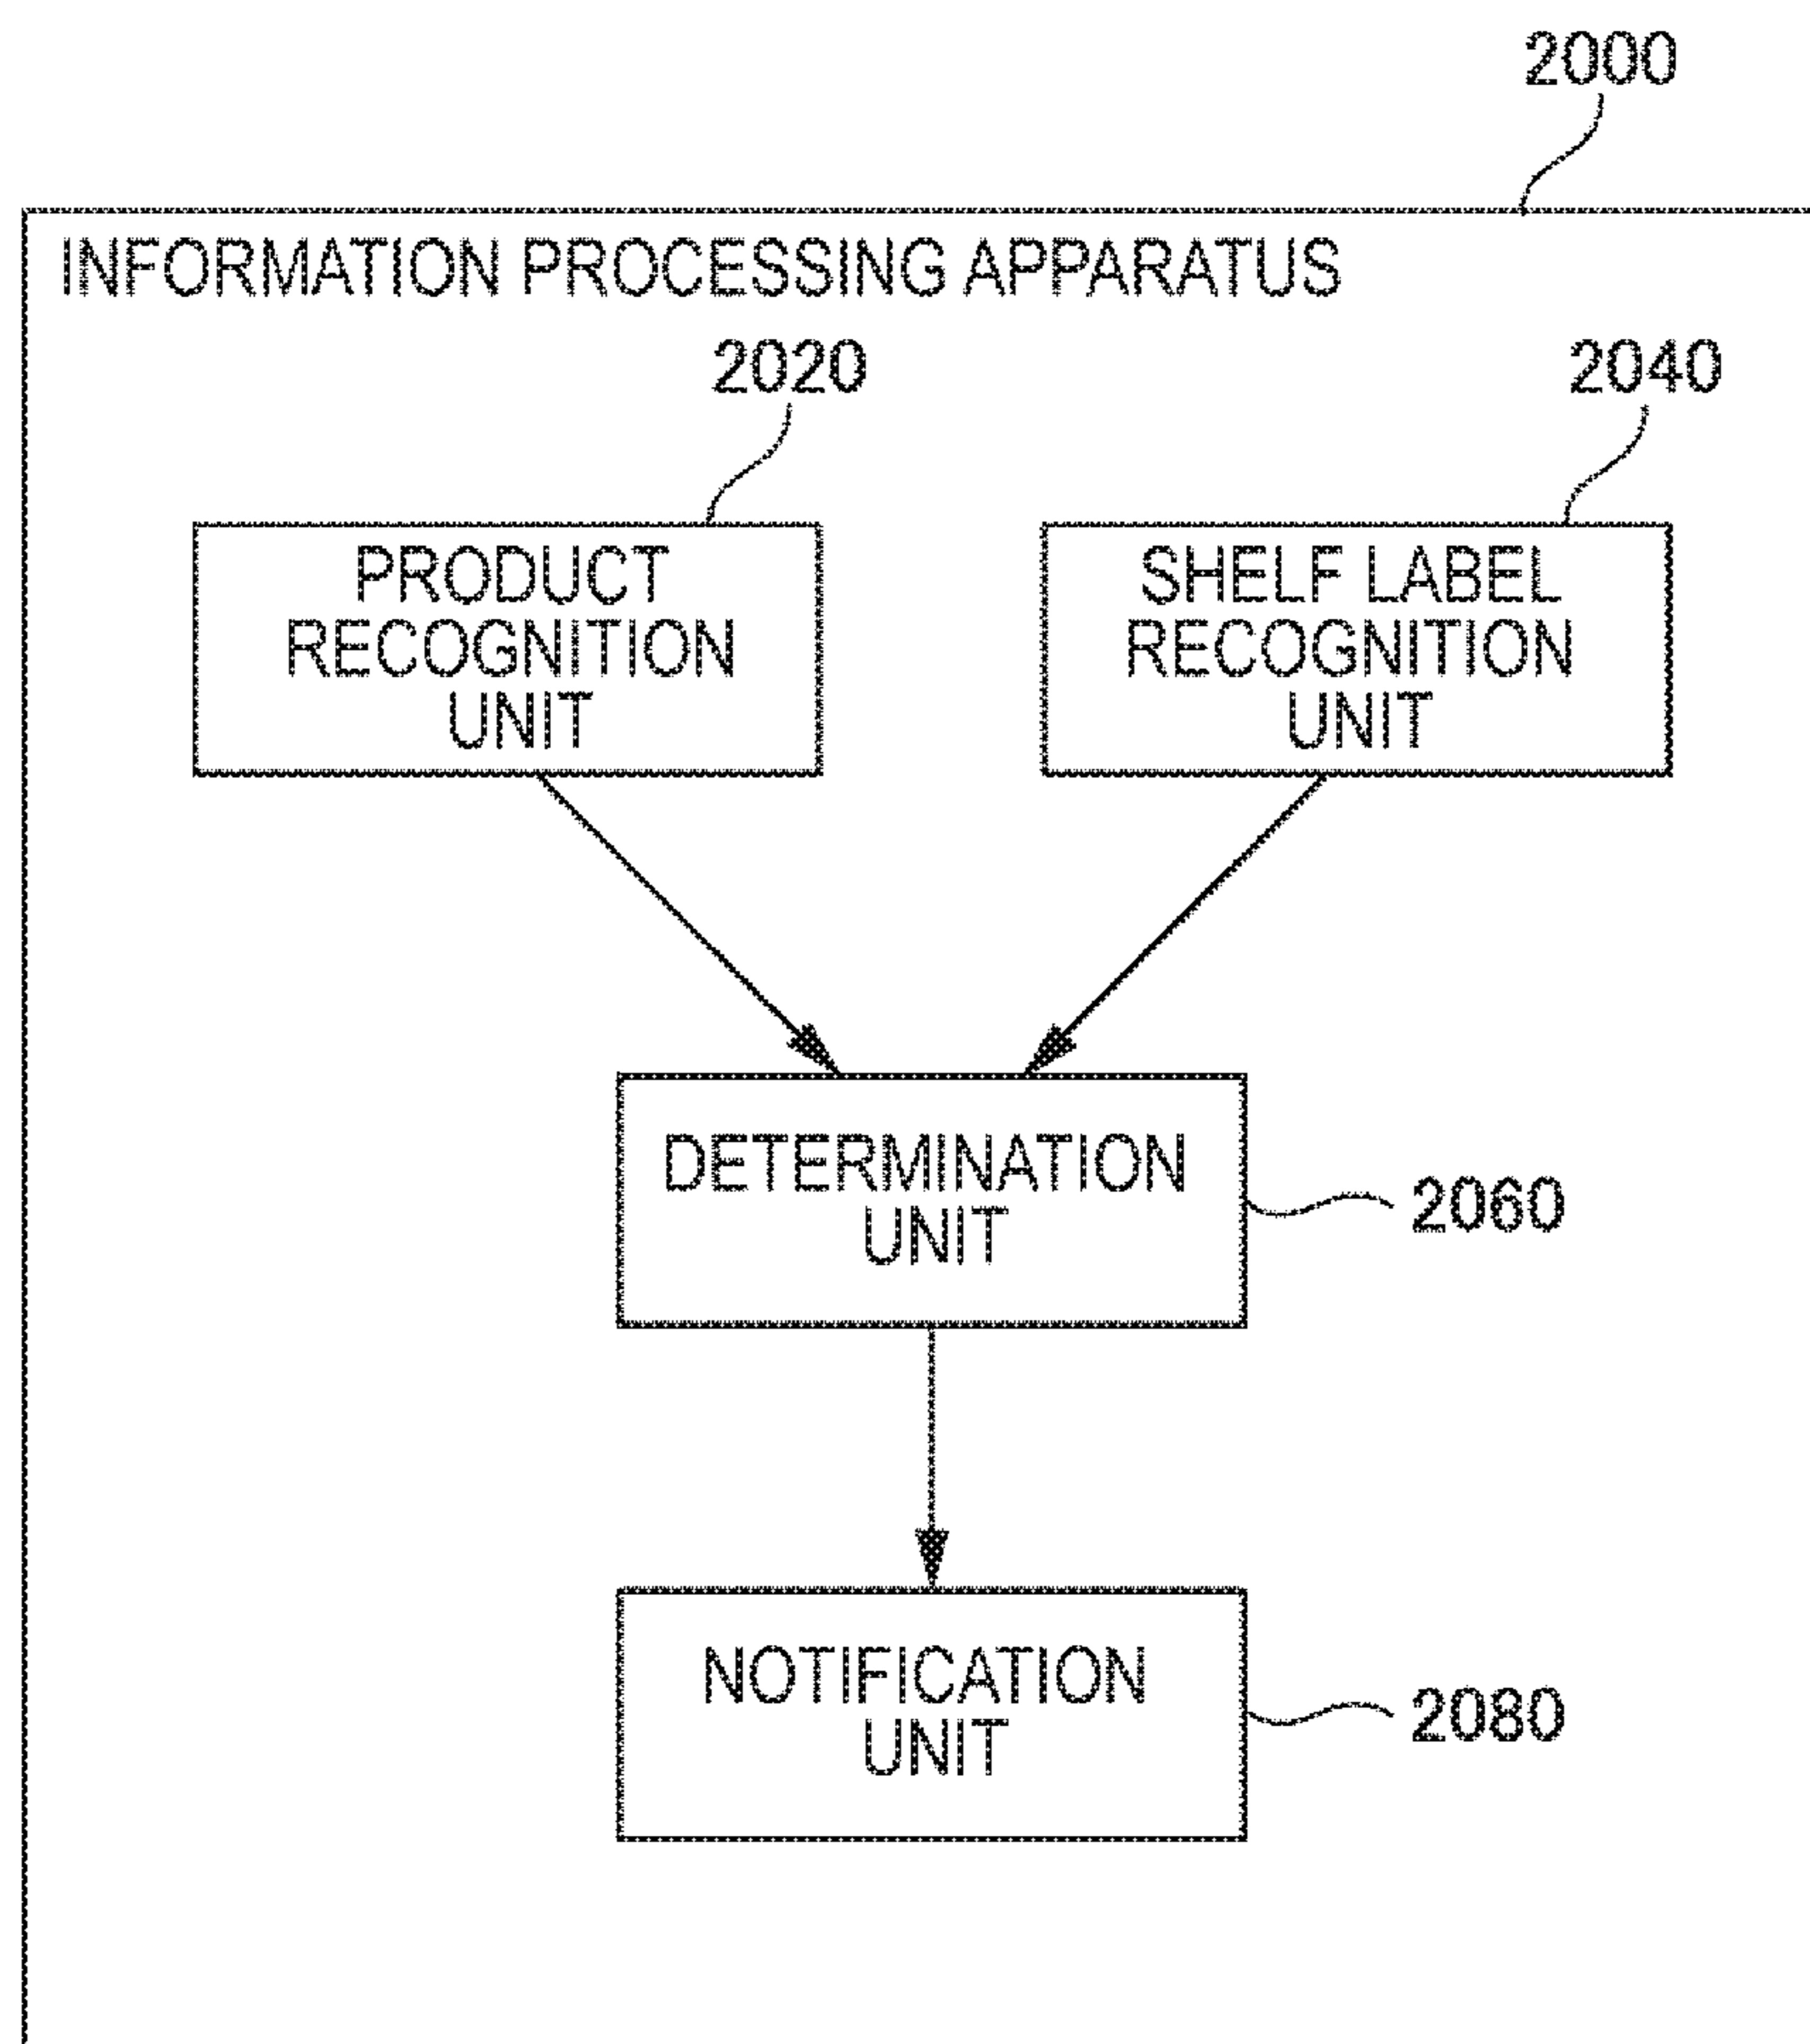 2000
INFORMATION PROCESSING APPARATUS
2020
2040
PRODUCT
RECOGNITION
UNIT
SHELF LABEL
RECOGNITION
UNIT
DETERMINATION
UNIT
2060
NOTIFICATION
UNIT
2080